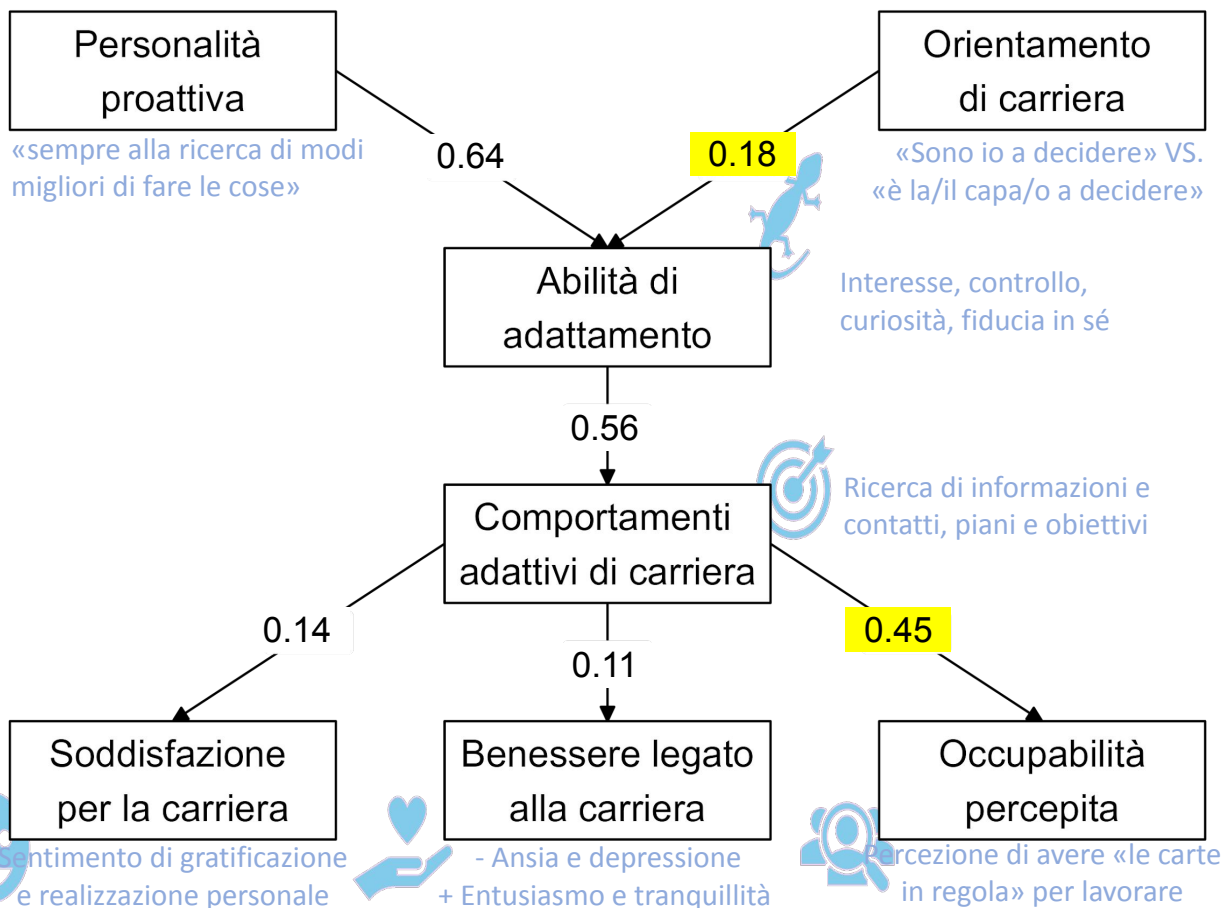 Personalità
proattiva
Orientamento
di carriera
«sempre alla ricerca di modi
migliori di fare le cose»
0.64
0.18
«Sono io a decidere» VS.
«è la/il capa/o a decidere»
Abilità di
adattamento
Interesse, controllo,
curiosità, fiducia in sé
0.56
Comportamenti
adattivi di carriera
Ricerca di informazioni e
contatti, piani e obiettivi
0.14
0.11
0.45
Soddisfazione
per la carriera
Benessere legato
alla carriera
Occupabilità
percepita
Sentimento di gratificazione
e realizzazione personale
- Ansia e depressione
+ Entusiasmo e tranquillità
Percezione di avere «le carte
in regola» per lavorare